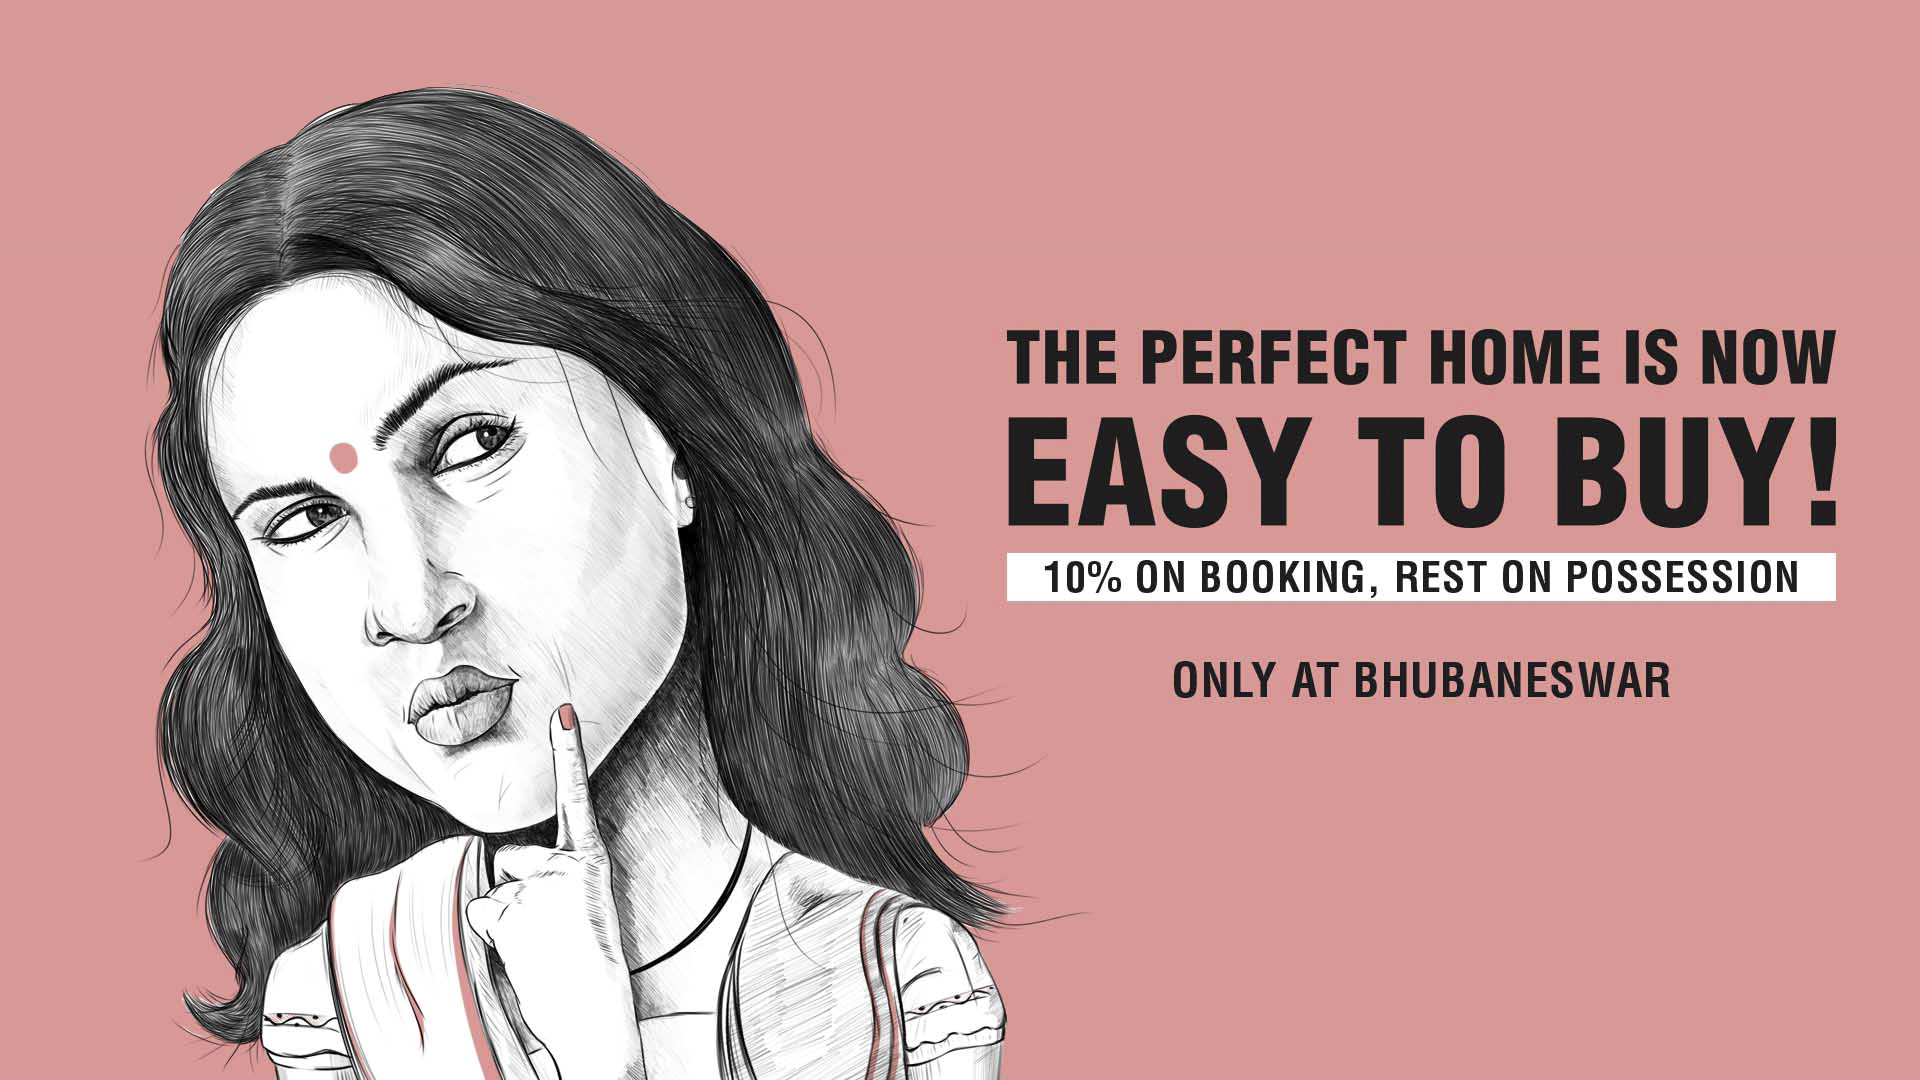 THE PERFECT HOME IS NOW
EASY TO BUY!
10% ON BOOKING, REST ON POSSESSION
ONLY AT BHUBANESWAR